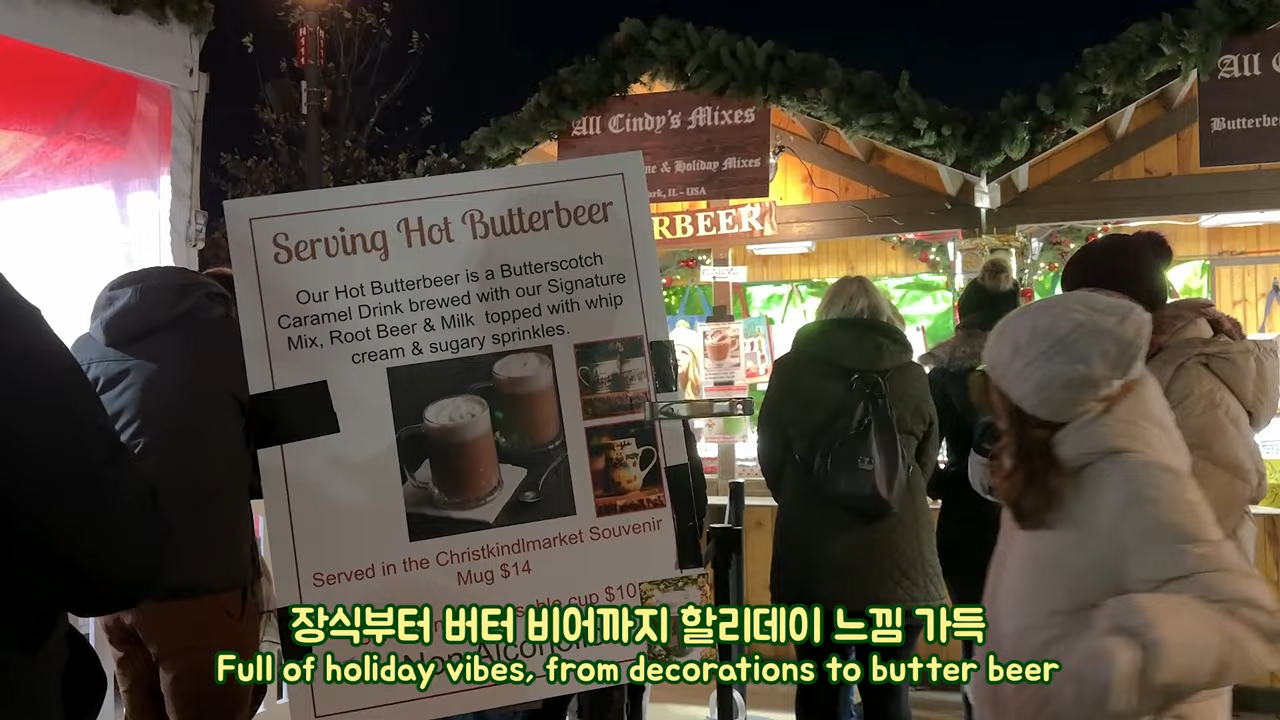 All Cindy's Mixes
ne & Holiday Mixes
ark, IL - USA
RBEER
All
Butterbe
Serving Hot Butterbeer
Our Hot Butterbeer is a Butterscotch
Caramel Drink brewed with our Signature
Mix, Root Beer & Milk topped with whip
cream & sugary sprinkles.
Served in the Christkindlmarket Souvenir
Mug $14
cup $10
장식부터 버터 비어까지 할리데이 느낌 가득
Full of holiday vibes, from decorations to butter beer